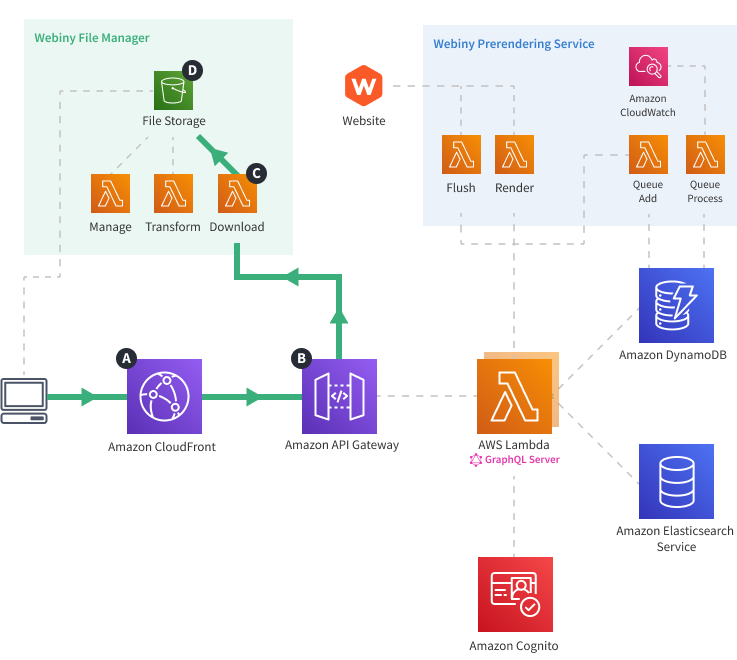 Webiny File Manager
D
File Storage
C
Manage
Transform
Download
W
Website
Webiny Prerendering Service
Amazon
CloudWatch
Flush
Render
Queue
Add
Queue
Process
A
Amazon CloudFront
B
</>
Amazon API Gateway
AWS Lambda
GraphQL Server
Amazon DynamoDB
Amazon Elasticsearch
Service
Amazon Cognito